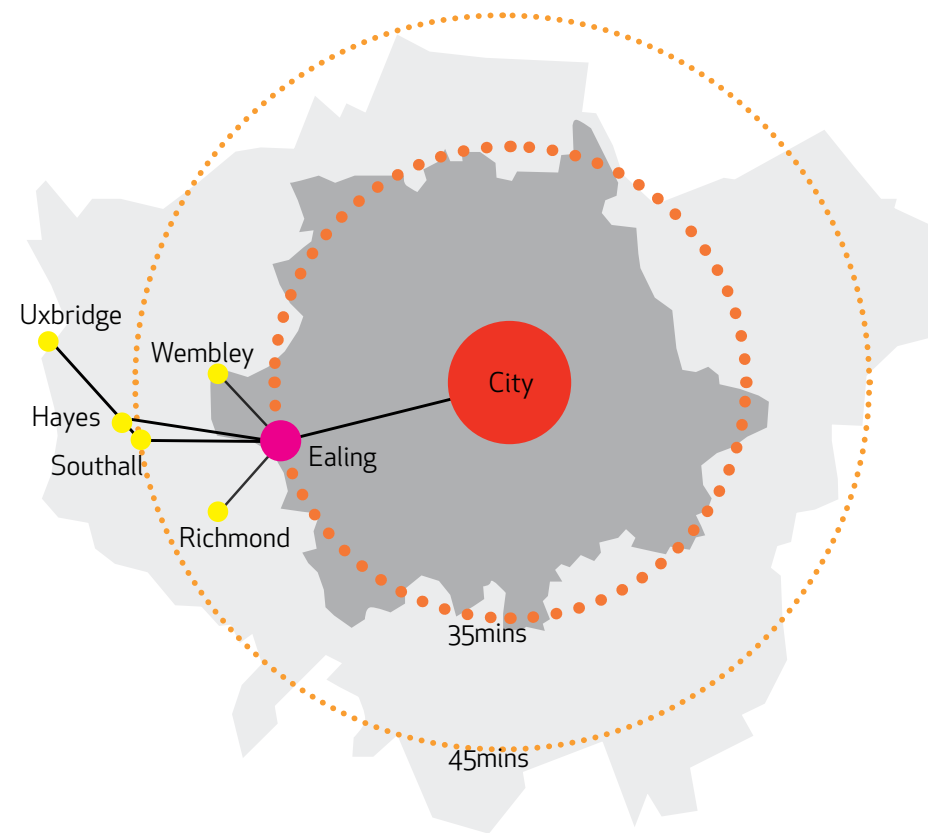 Uxbridge
Wembley
City
Hayes
Ealing
Southall
Richmond
35mins
45mins